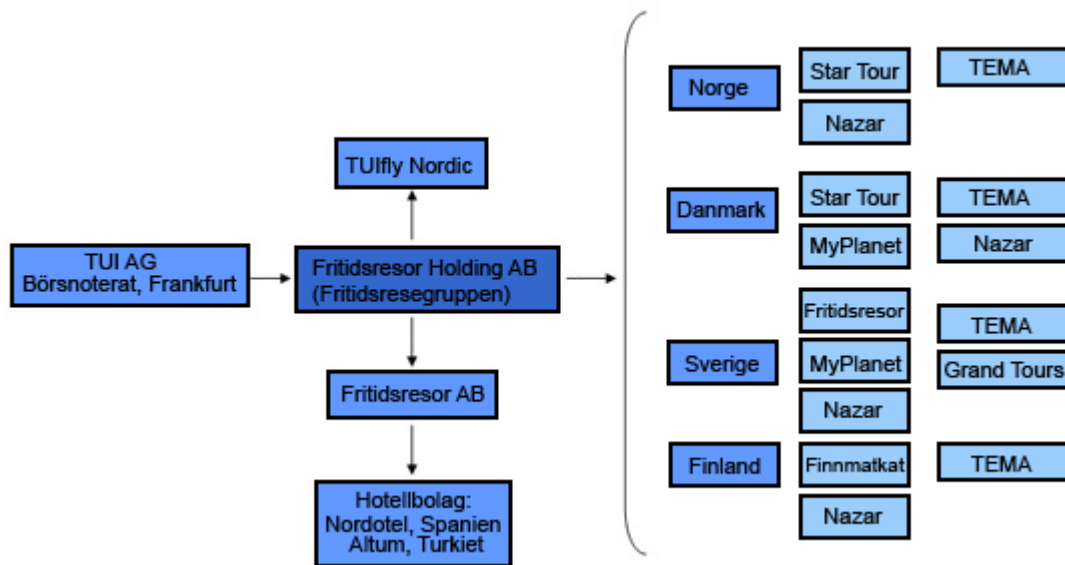 TUI AG
Börsnoterat, Frankfurt
TUIfly Nordic
Fritidsresor Holding AB
(Fritidsresegruppen)
Fritidsresor AB
Hotellbolag:
Nordotel, Spanien
Altum, Turkiet
Norge
Star Tour
TEMA
Nazar
Danmark
Star Tour
TEMA
MyPlanet
Nazar
Sverige
Fritidsresor
TEMA
MyPlanet
Grand Tours
Nazar
Finland
Finnmatkat
TEMA
Nazar